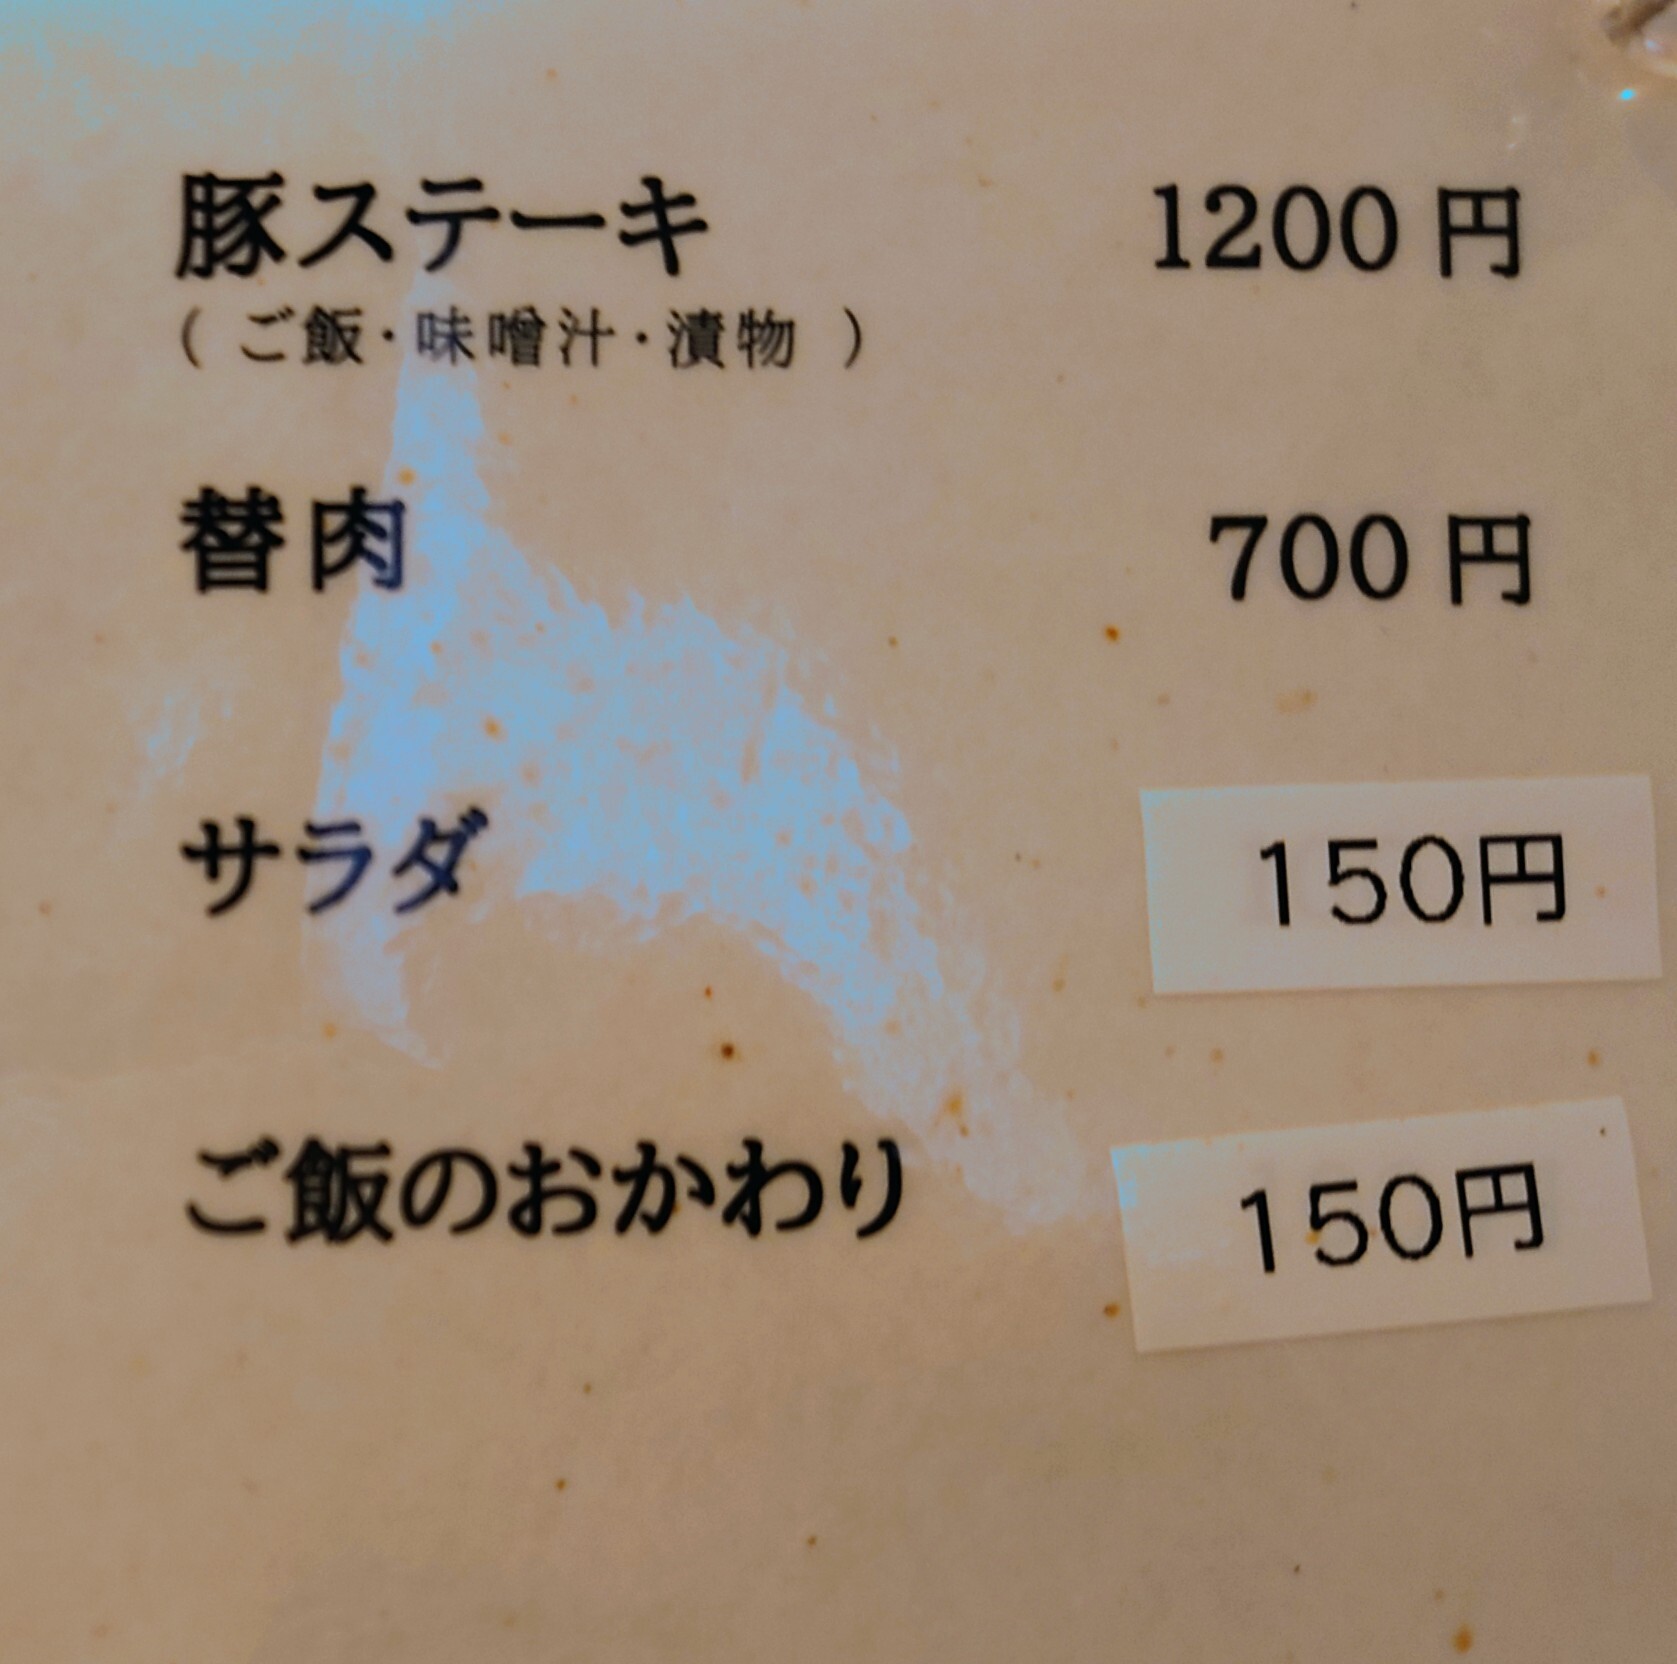 豚ステーキ 1200円
(ご飯・味噌汁・漬物)
替肉 700円
サラダ 150円
ご飯のおかわり 150円